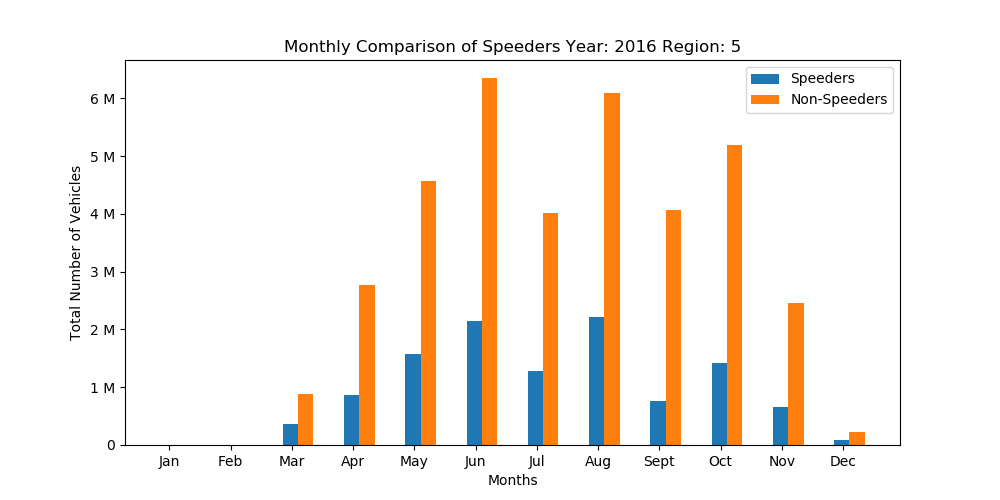 Monthly Comparison of Speeders Year: 2016 Region: 5
Speeders
Non-Speeders
Total Number of Vehicles
6 M
5 M
4 M
3 M
2 M
1 M
0
Jan Feb Mar Apr May Jun Jul Aug Sept Oct Nov Dec
Months